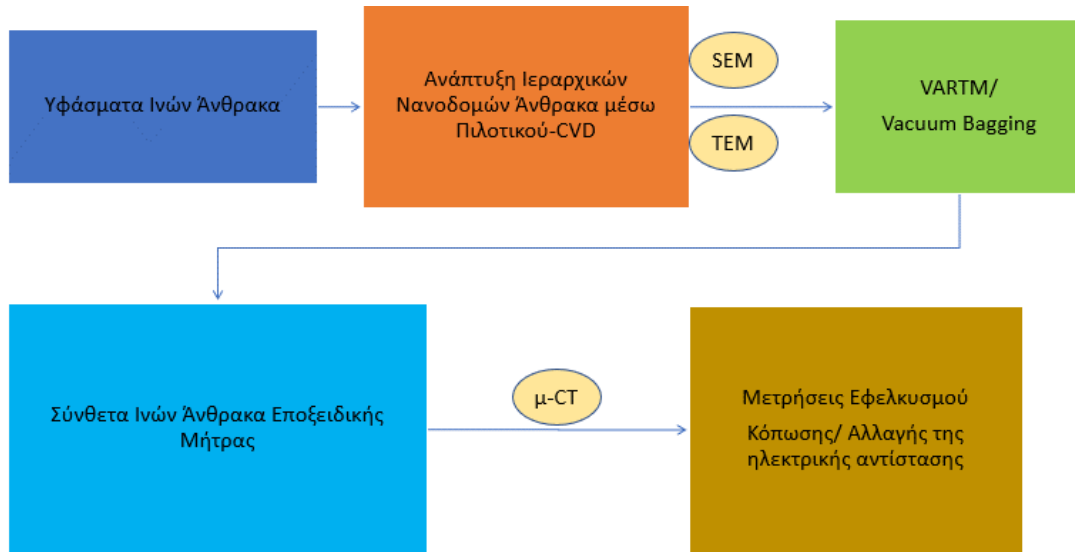 Υφάσματα Ινών Άνθρακα
Ανάπτυξη Ιεραρχικών
Νανοδομών Άνθρακα μέσω
Πιλοτικού-CVD
SEM
TEM
VARTM/
Vacuum Bagging
Σύνθετα Ινών Άνθρακα Εποξειδικής
Μήτρας
μ-CT
Μετρήσεις Εφελκυσμού
Κόπωσης/ Αλλαγής της
ηλεκτρικής αντίστασης